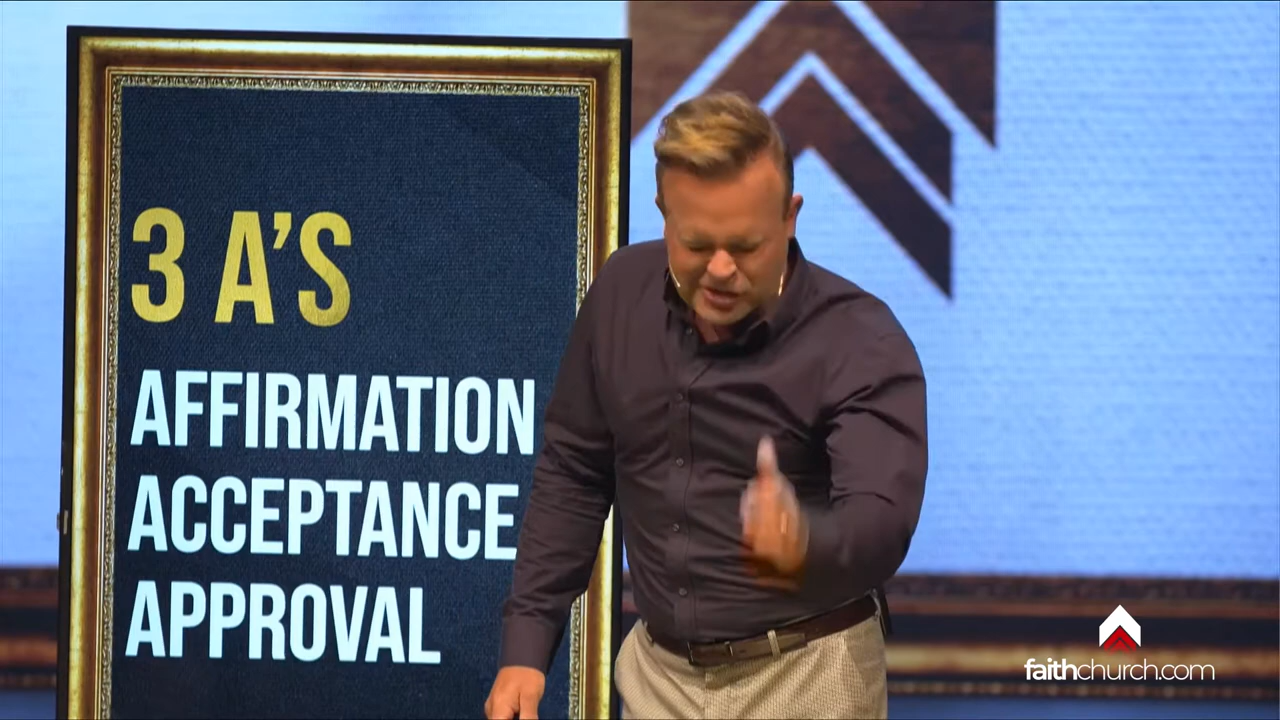 3 A'S
AFFIRMATION
ACCEPTANCE
APPROVAL
faithchurch.com